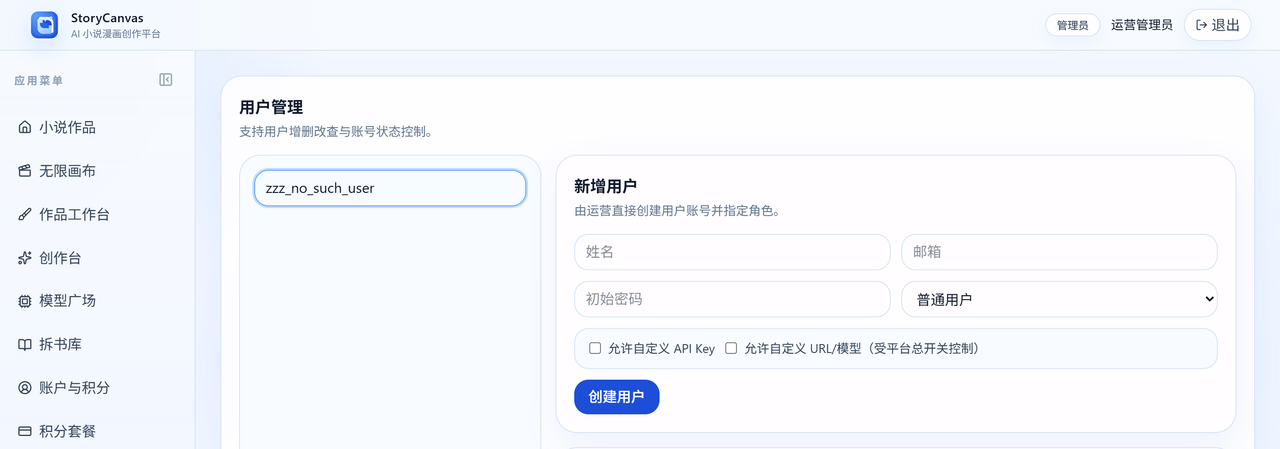 StoryCanvas
AI 小说漫画创作平台
管理员
运营管理员
退出
应用菜单
小说作品
无限画布
作品工作台
创作台
模型广场
拆书库
账户与积分
积分套餐
用户管理
支持用户增删改查与账号状态控制。
zzz_no_such_user
新增用户
由运营直接创建用户账号并指定角色。
姓名
邮箱
初始密码
普通用户
允许自定义 API Key
允许自定义 URL/模型（受平台总开关控制）
创建用户